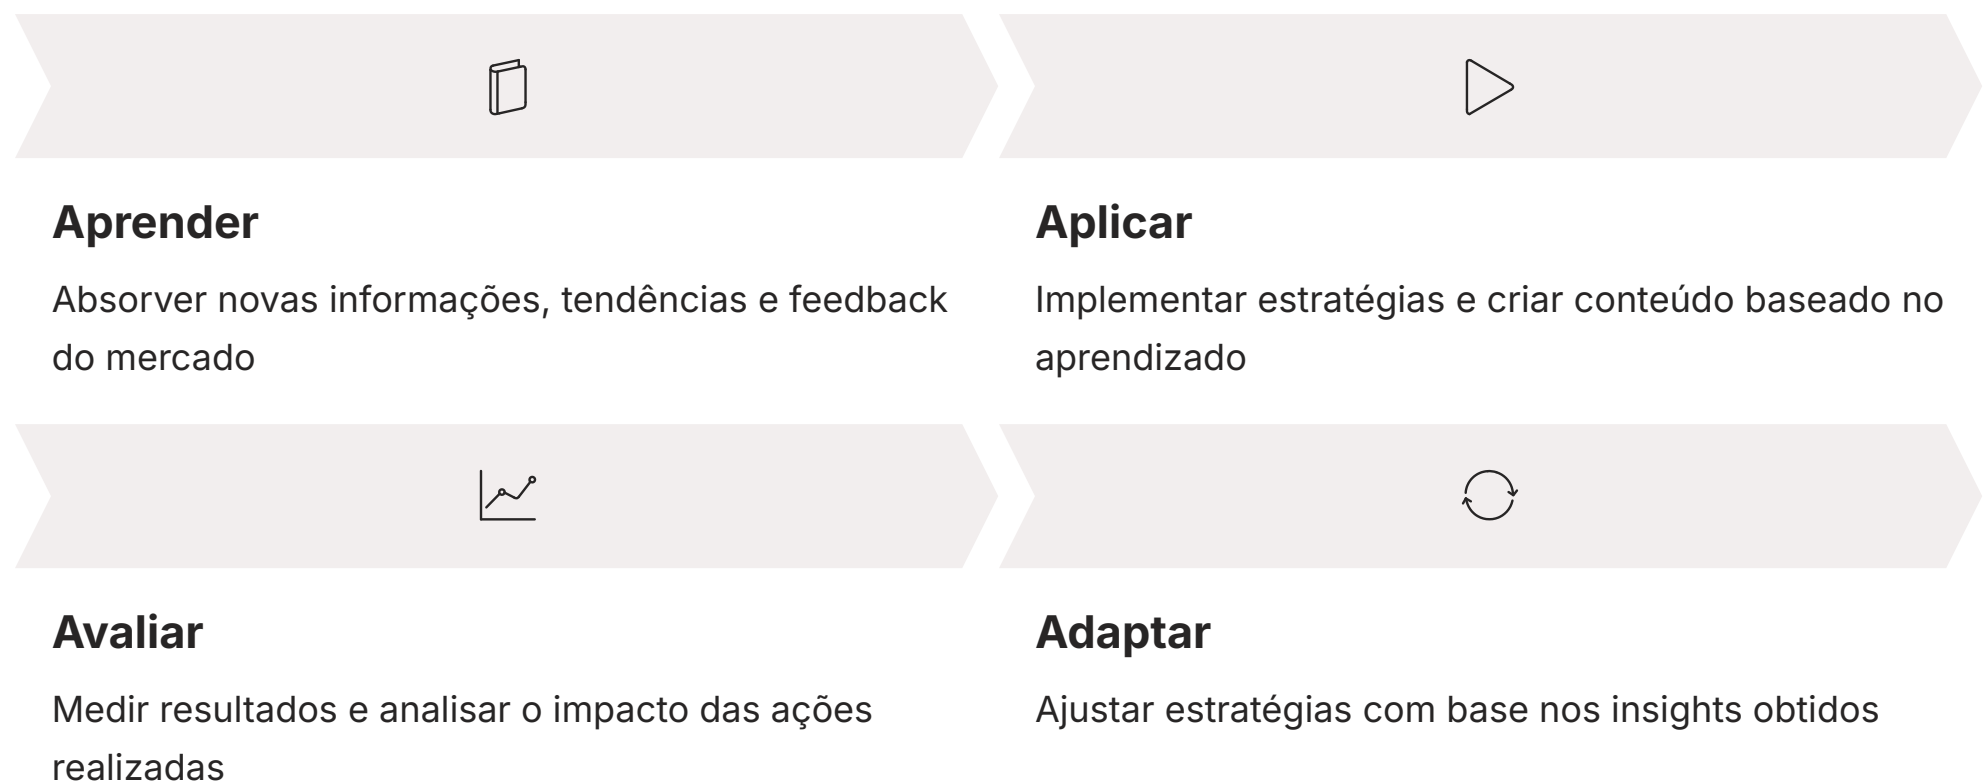 Aprender
Absorver novas informações, tendências e feedback
do mercado
Aplicar
Implementar estratégias e criar conteúdo baseado no
aprendizado
Avaliar
Medir resultados e analisar o impacto das ações
realizadas
Adaptar
Ajustar estratégias com base nos insights obtidos